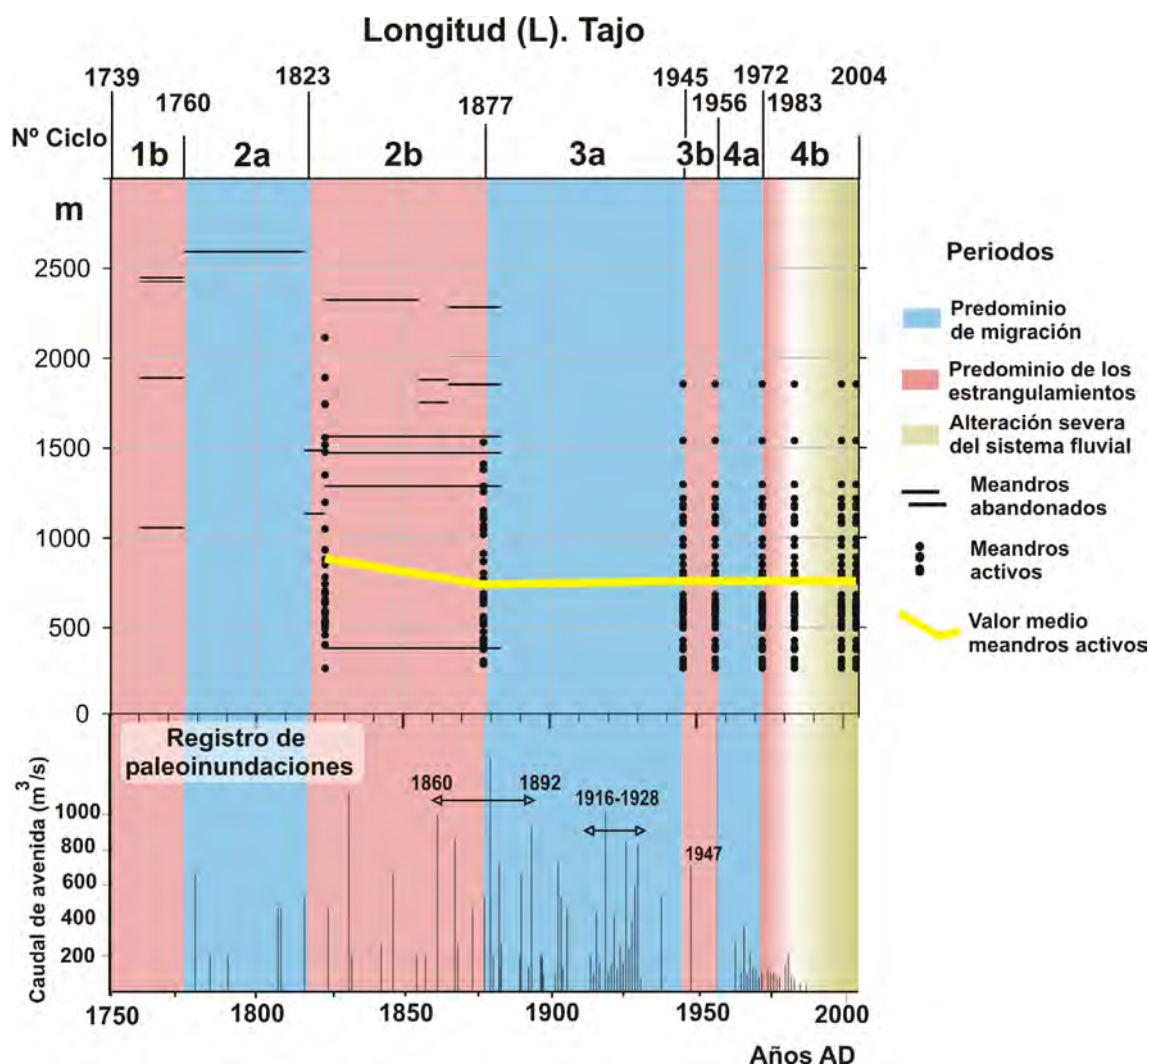 Longitud (L). Tajo
1739 1823 1945 1972 2004
1760 1877 1956 1983
Nº Ciclo
1b 2a 2b 3a 3b 4a 4b
m
2500
2000
1500
1000
500
0
Periodos
Predominio
de migración
Predominio de los
estrangulamientos
Alteración severa
del sistema fluvial
Meandros
abandonados
Meandros
activos
Valor medio
meandros activos
Registro de
paleoinundaciones
1860 1892 1916-1928 1947
Caudal de avenida (m³/s)
1000
800
600
400
200
1750 1800 1850 1900 1950 2000
Años AD